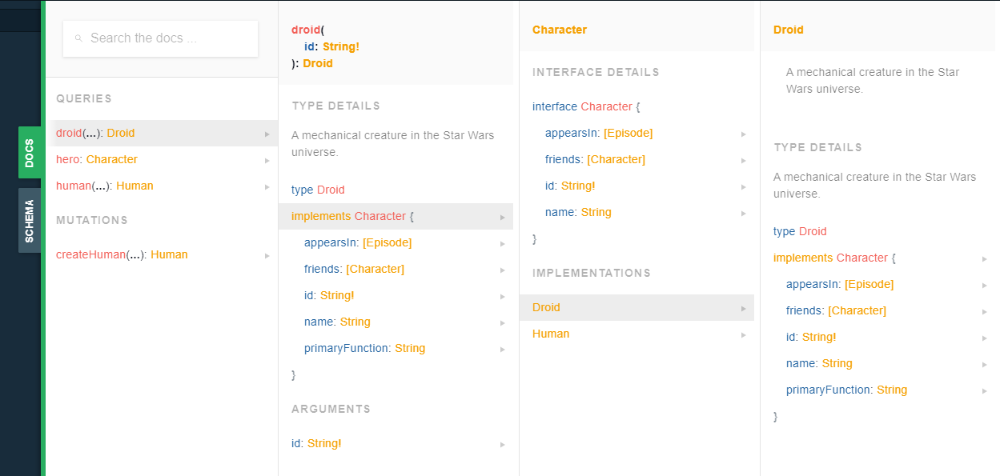 DOCS
SCHEMA
Search the docs ...
QUERIES
droid(...): Droid
hero: Character
human(...): Human
MUTATIONS
createHuman(...): Human
droid(
id: String!
): Droid
TYPE DETAILS
A mechanical creature in the Star Wars
universe.
type Droid
implements Character {
appearsIn: [Episode]
friends: [Character]
id: String!
name: String
primaryFunction: String
}
ARGUMENTS
id: String!
Character
INTERFACE DETAILS
interface Character {
appearsIn: [Episode]
friends: [Character]
id: String!
name: String
}
IMPLEMENTATIONS
Droid
Human
Droid
A mechanical creature in the Star
Wars universe.
TYPE DETAILS
A mechanical creature in the Star Wars
universe.
type Droid
implements Character {
appearsIn: [Episode]
friends: [Character]
id: String!
name: String
primaryFunction: String
}